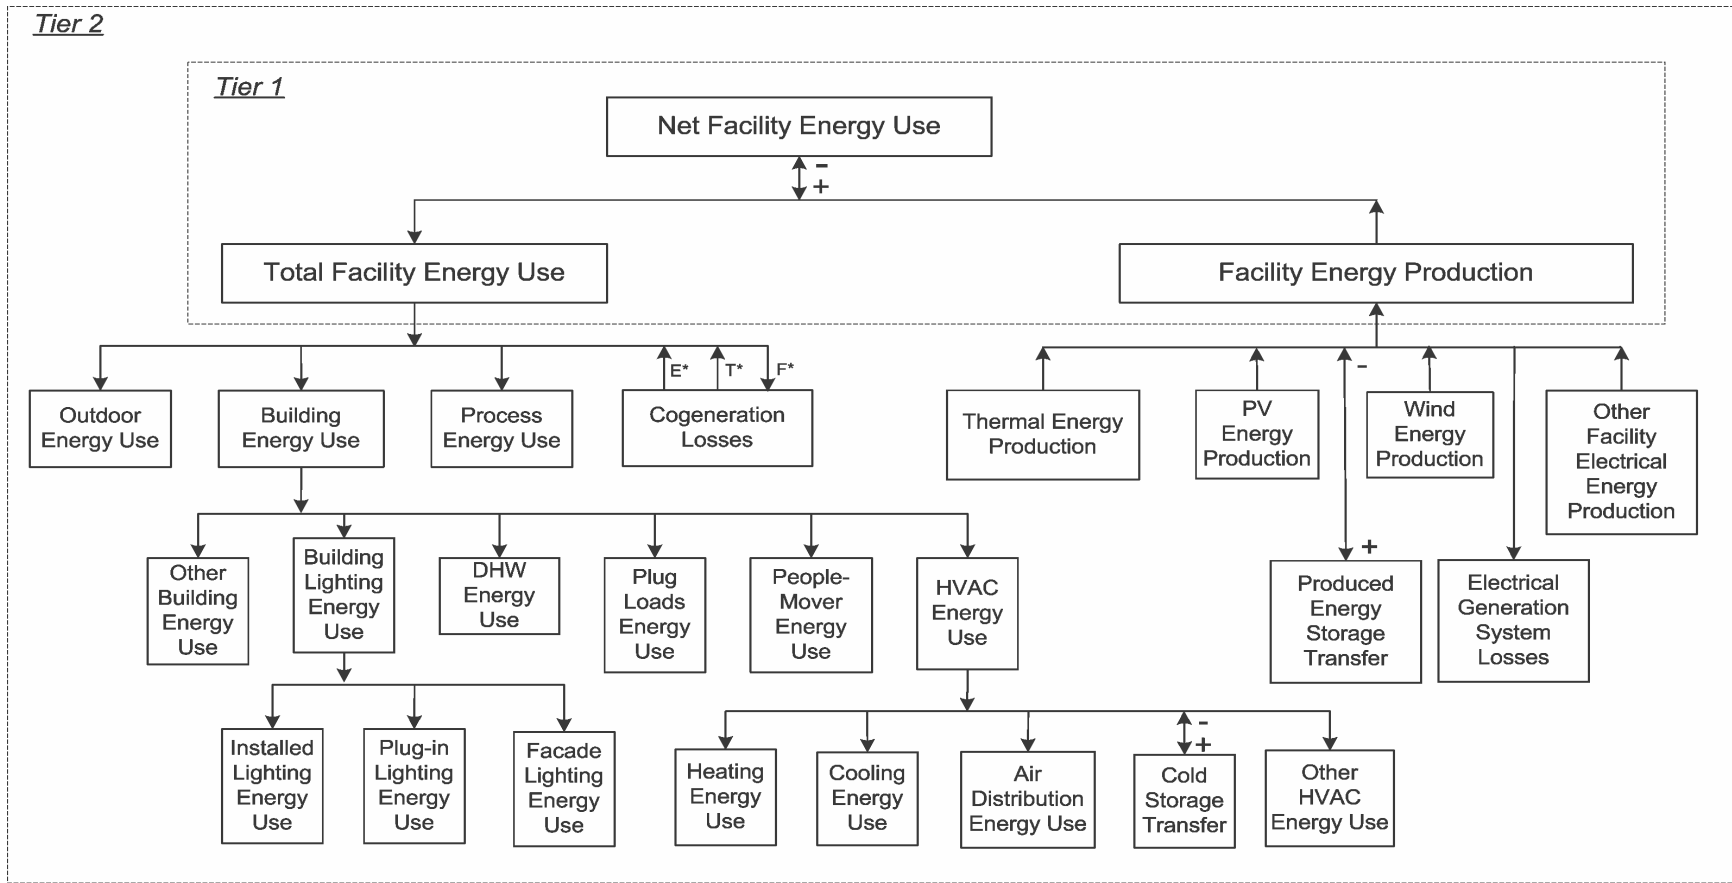 Tier 2
Tier 1
Net Facility Energy Use
-
+
Total Facility Energy Use
Facility Energy Production
E*
T*
F*
-
Outdoor
Energy Use
Building
Energy Use
Process
Energy Use
Cogeneration
Losses
Thermal Energy
Production
PV
Energy
Production
Wind
Energy
Production
Other
Facility
Electrical
Energy
Production
+
Other
Building
Energy
Use
Building
Lighting
Energy
Use
DHW
Energy
Use
Plug
Loads
Energy
Use
People-
Mover
Energy
Use
HVAC
Energy
Use
Produced
Energy
Storage
Transfer
Electrical
Generation
System
Losses
-
+
Installed
Lighting
Energy
Use
Plug-in
Lighting
Energy
Use
Facade
Lighting
Energy
Use
Heating
Energy
Use
Cooling
Energy
Use
Air
Distribution
Energy Use
Cold
Storage
Transfer
Other
HVAC
Energy Use